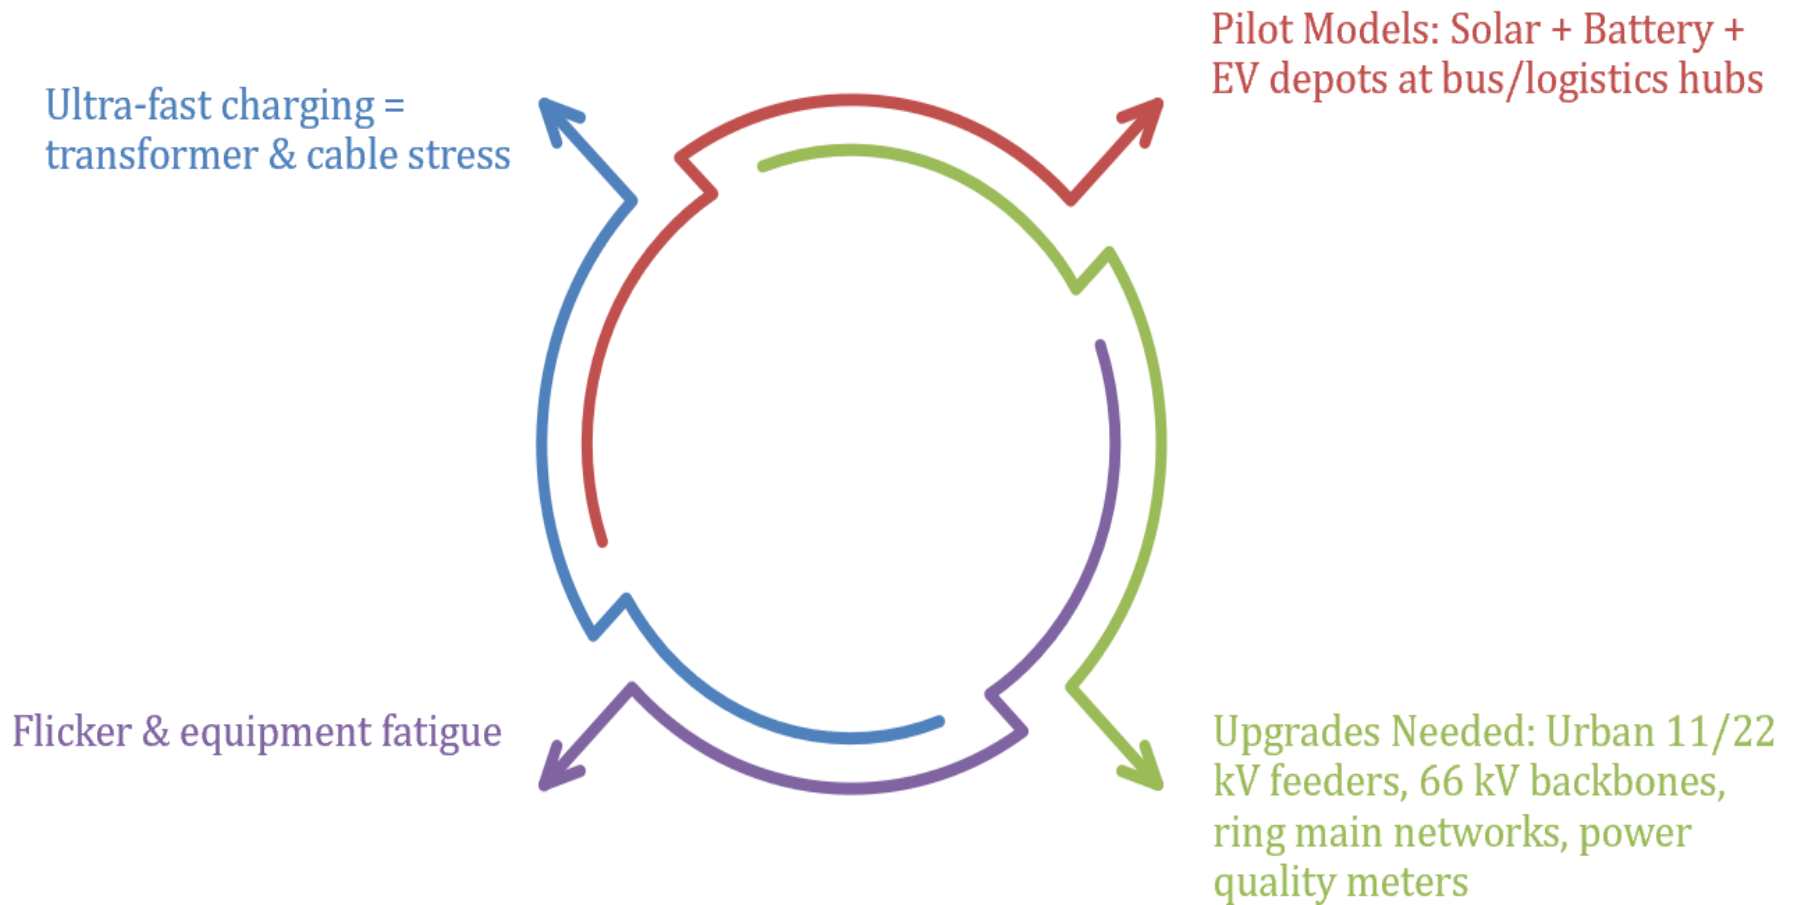 Ultra-fast charging =
transformer & cable stress
Pilot Models: Solar + Battery +
EV depots at bus/logistics hubs
Flicker & equipment fatigue
Upgrades Needed: Urban 11/22
kV feeders, 66 kV backbones,
ring main networks, power
quality meters